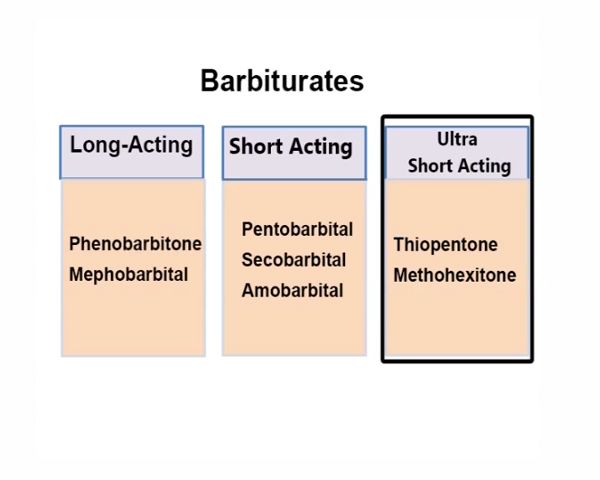 Barbiturates
Long-Acting
Phenobarbitone
Mephobarbital
Short Acting
Pentobarbital
Secobarbital
Amobarbital
Ultra
Short Acting
Thiopentone
Methohexitone